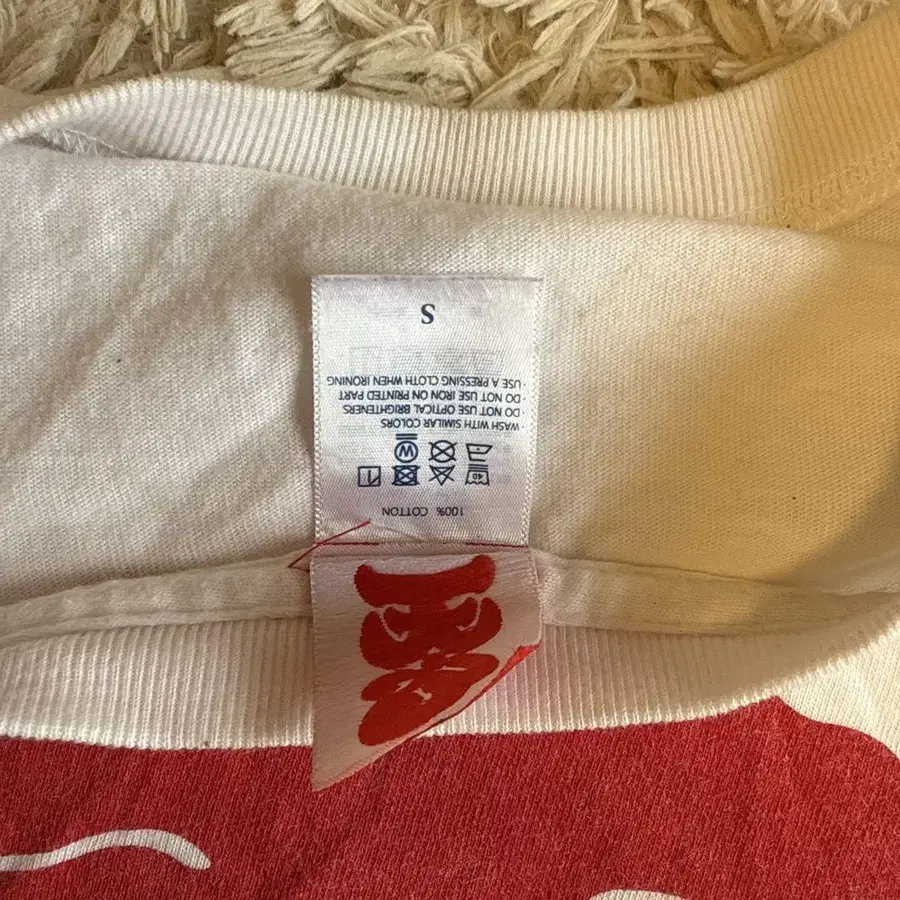 100% COTTON
40
W
· WASH WITH SIMILAR COLORS
· DO NOT USE OPTICAL BRIGHTENERS
· DO NOT USE IRON ON PRINTED PART
· USE A PRESSING CLOTH WHEN IRONING
S